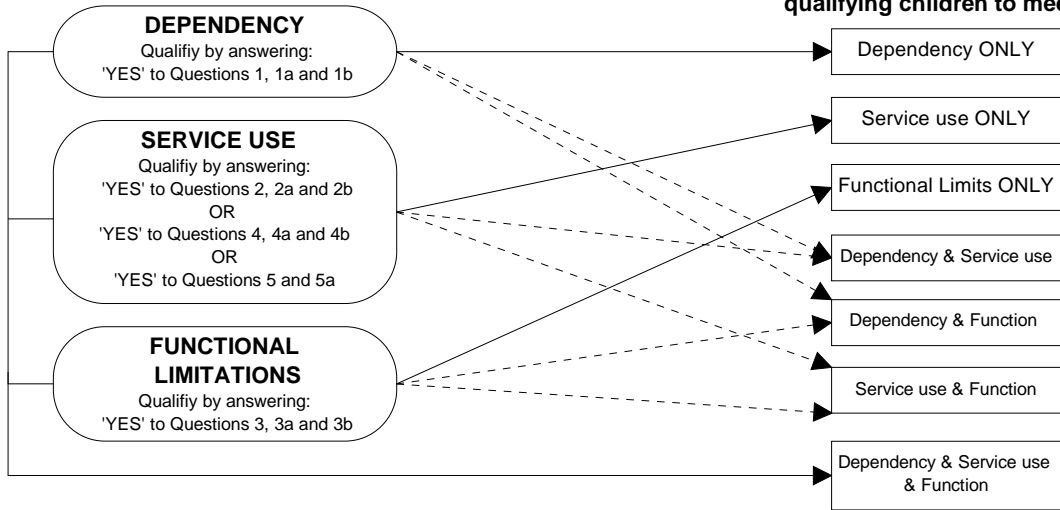 qualifying children to mee
DEPENDENCY
Qualifiy by answering:
'YES' to Questions 1, 1a and 1b
SERVICE USE
Qualifiy by answering:
'YES' to Questions 2, 2a and 2b
OR
'YES' to Questions 4, 4a and 4b
OR
'YES' to Questions 5 and 5a
FUNCTIONAL
LIMITATIONS
Qualifiy by answering:
'YES' to Questions 3, 3a and 3b
Dependency ONLY
Service use ONLY
Functional Limits ONLY
Dependency & Service use
Dependency & Function
Service use & Function
Dependency & Service use
& Function